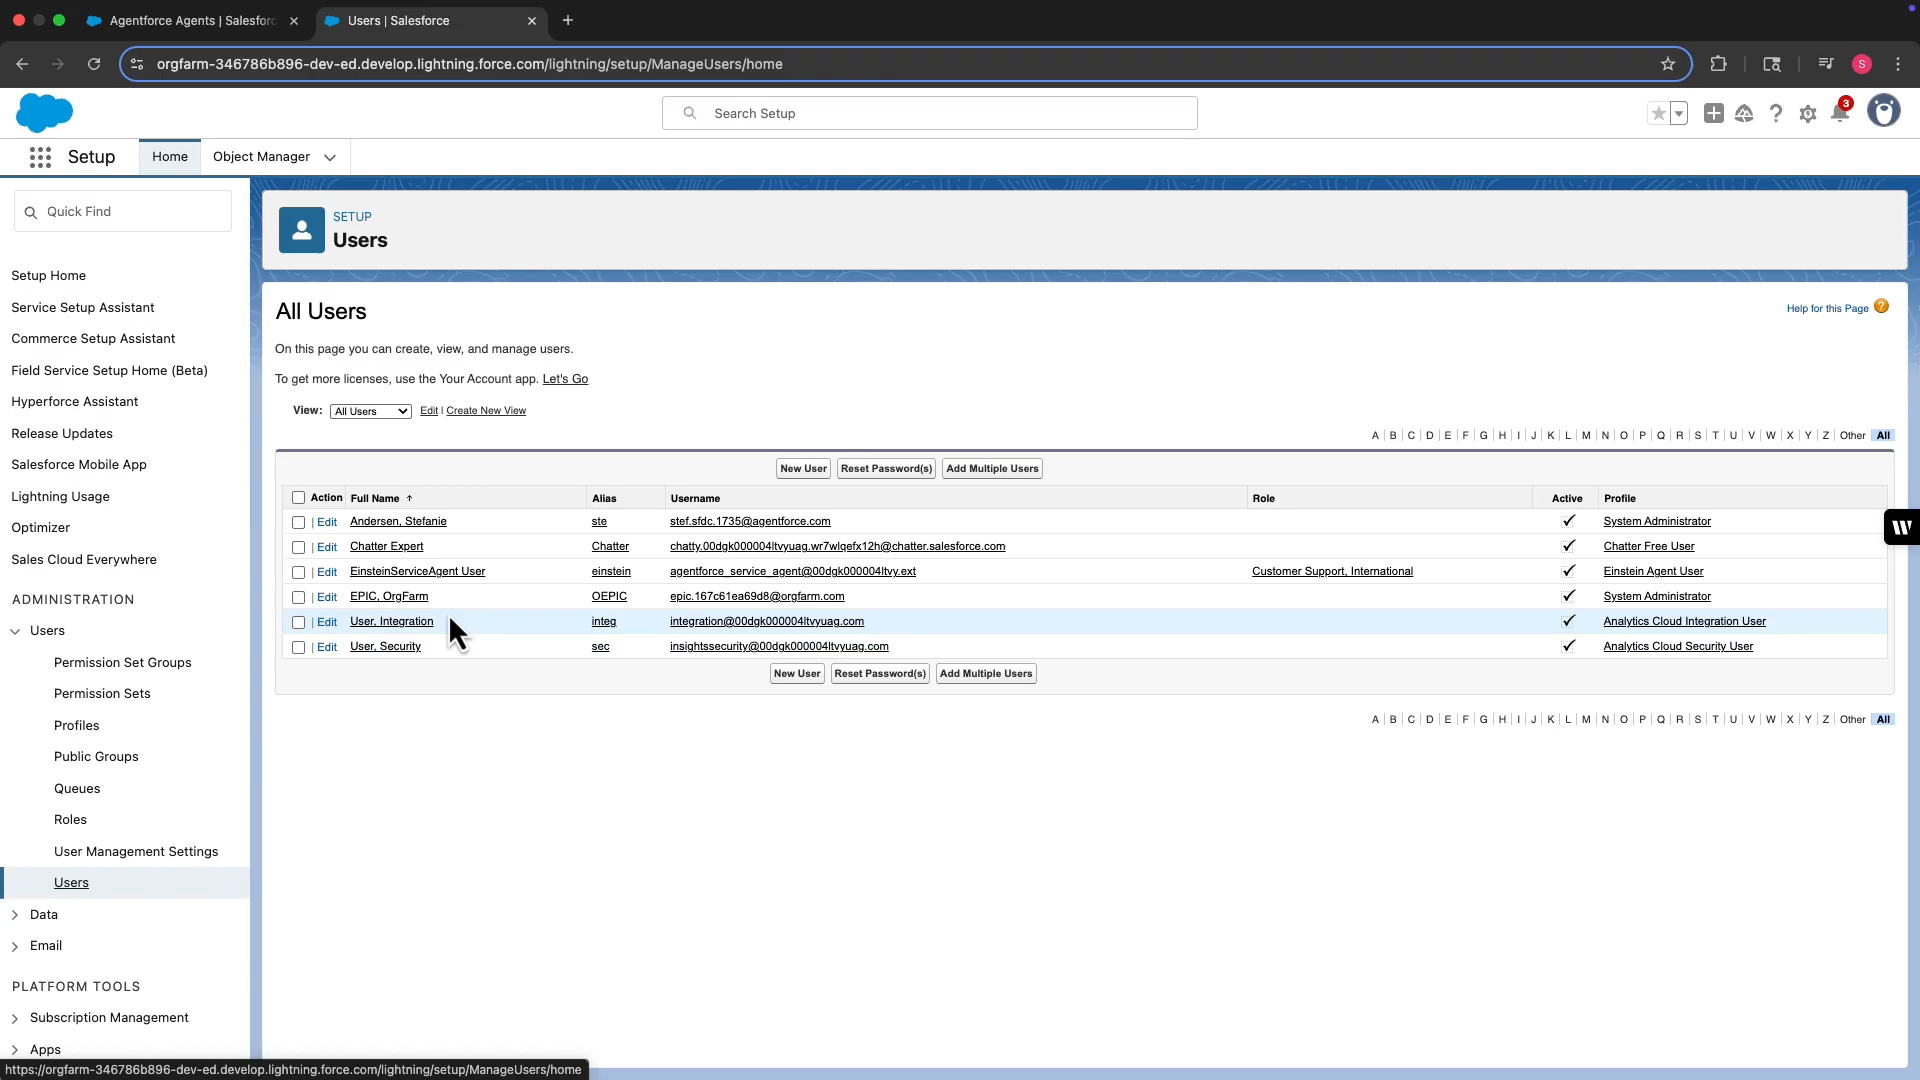 Agentforce Agents | Salesforc
Users | Salesforce
orgfarm-346786b896-dev-ed.develop.lightning.force.com/lightning/setup/ManageUsers/home
S
Search Setup
3
Setup
Home
Object Manager
Quick Find
Setup Home
Service Setup Assistant
Commerce Setup Assistant
Field Service Setup Home (Beta)
Hyperforce Assistant
Release Updates
Salesforce Mobile App
Lightning Usage
Optimizer
Sales Cloud Everywhere
ADMINISTRATION
Users
Permission Set Groups
Permission Sets
Profiles
Public Groups
Queues
Roles
User Management Settings
Users
Data
Email
PLATFORM TOOLS
Subscription Management
Apps
SETUP
Users
All Users
Help for this Page ?
On this page you can create, view, and manage users.
To get more licenses, use the Your Account app. Let's Go
View: All Users Edit | Create New View
A | B | C | D | E | F | G | H | I | J | K | L | M | N | O | P | Q | R | S | T | U | V | W | X | Y | Z | Other | All
New User Reset Password(s) Add Multiple Users
Action Full Name ↑ Alias Username Role Active Profile
| Edit Andersen, Stefanie ste stef.sfdc.1735@agentforce.com ✓ System Administrator
| Edit Chatter Expert Chatter chatty.00dgk000004ltvyuag.wr7wlqefx12h@chatter.salesforce.com ✓ Chatter Free User
| Edit EinsteinServiceAgent User einstein agentforce_service_agent@00dgk000004ltvy.ext Customer Support, International ✓ Einstein Agent User
| Edit EPIC, OrgFarm OEPIC epic.167c61ea69d8@orgfarm.com ✓ System Administrator
| Edit User, Integration integ integration@00dgk000004ltvyuag.com ✓ Analytics Cloud Integration User
| Edit User, Security sec insightssecurity@00dgk000004ltvyuag.com ✓ Analytics Cloud Security User
New User Reset Password(s) Add Multiple Users
A | B | C | D | E | F | G | H | I | J | K | L | M | N | O | P | Q | R | S | T | U | V | W | X | Y | Z | Other | All
W
https://orgfarm-346786b896-dev-ed.develop.lightning.force.com/lightning/setup/ManageUsers/home